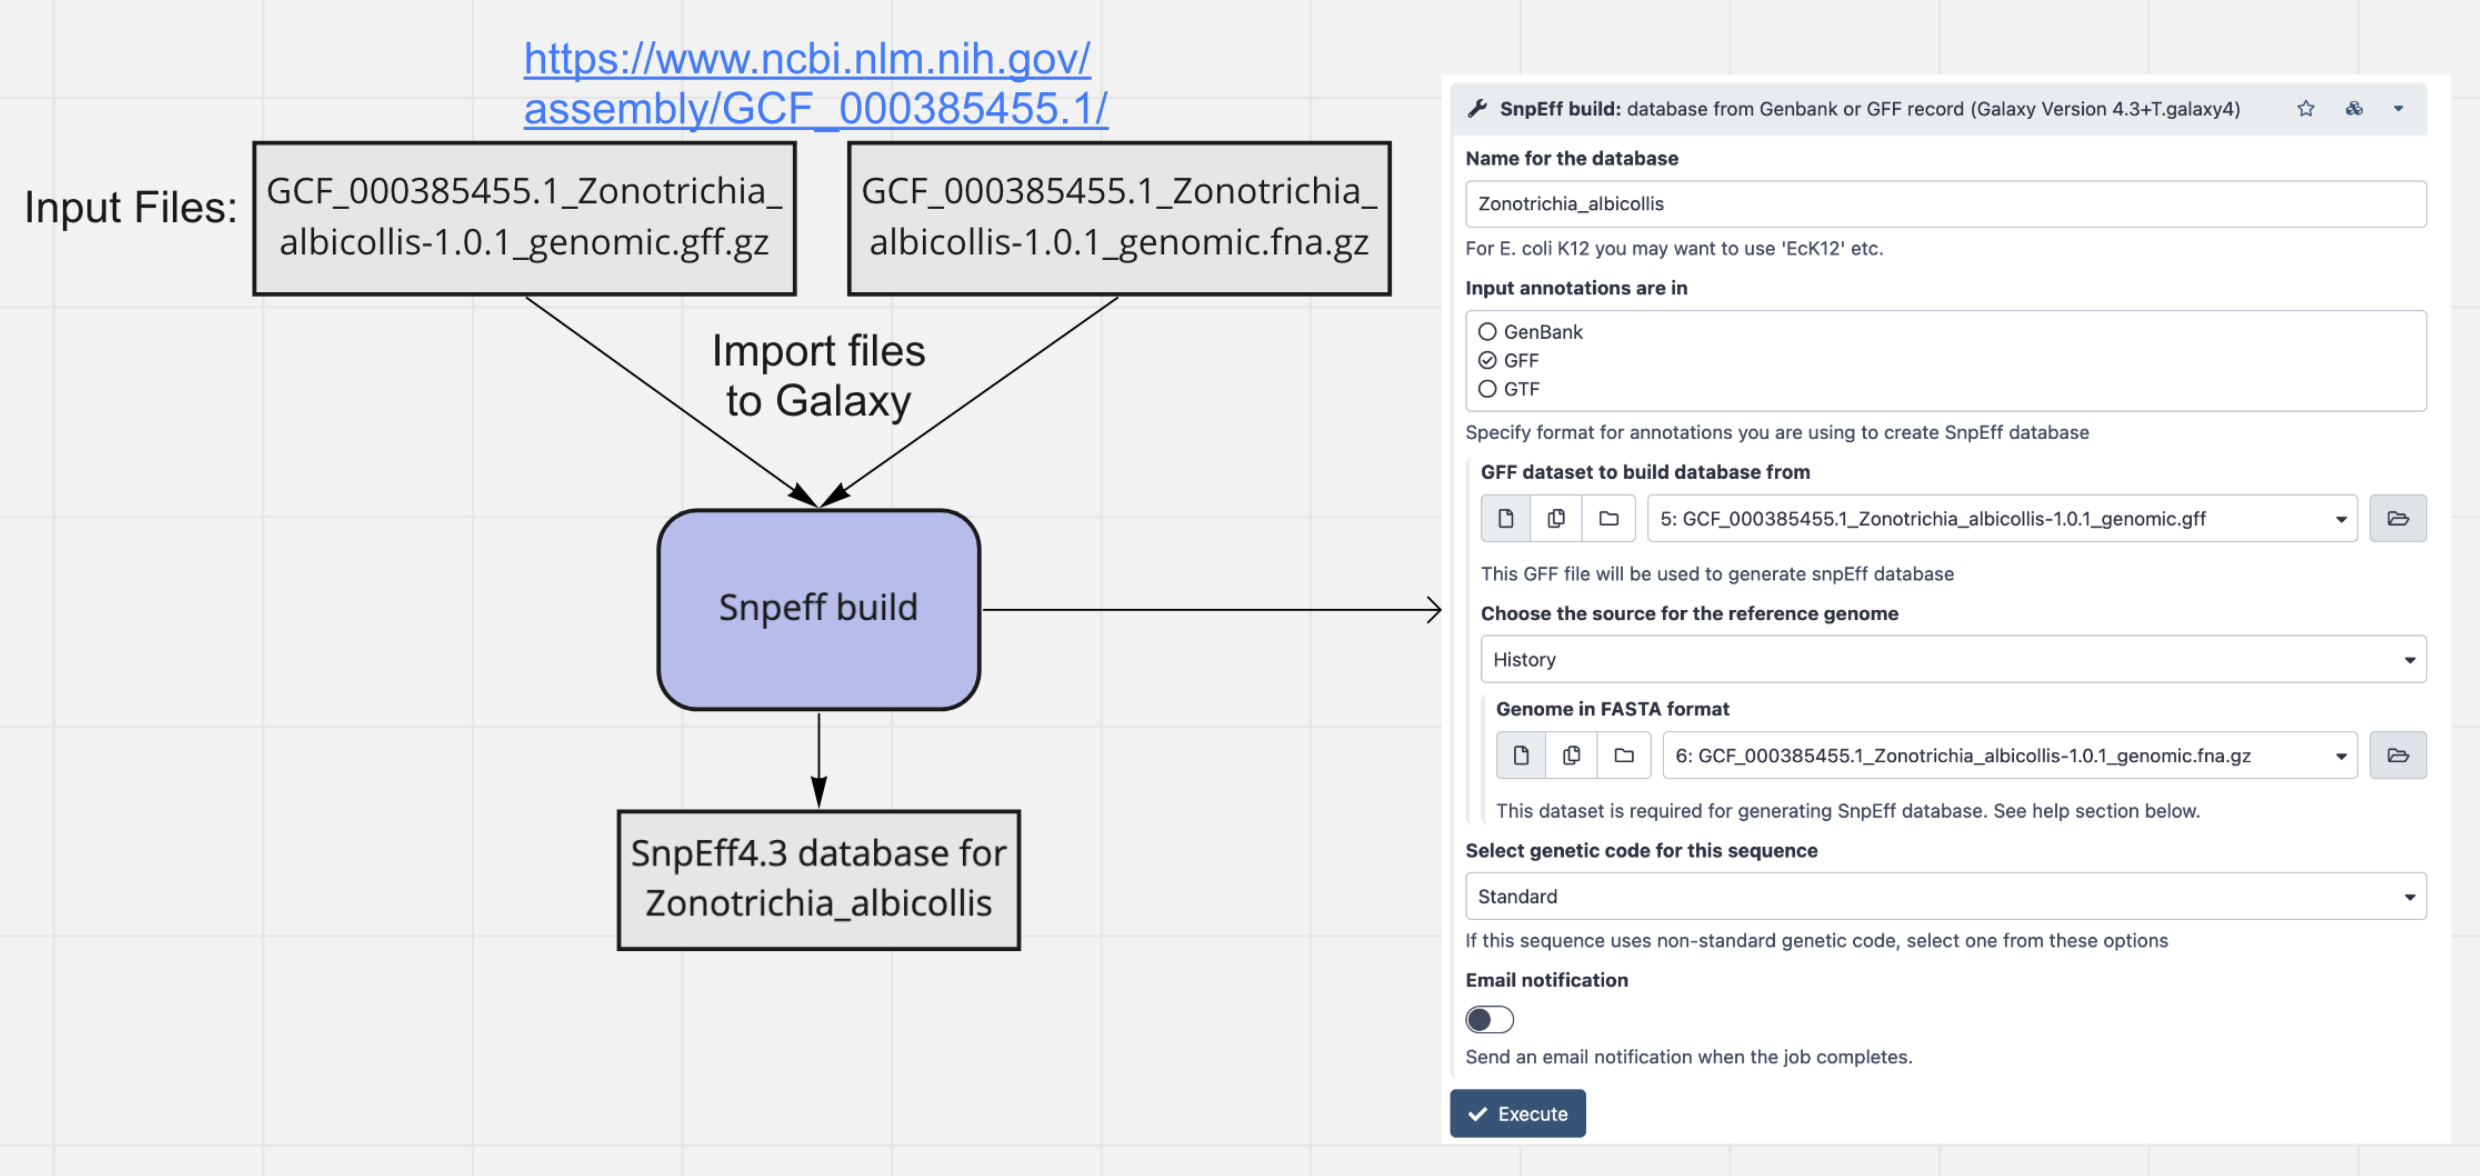 https://www.ncbi.nlm.nih.gov/
assembly/GCF_000385455.1/
Input Files:
GCF_000385455.1_Zonotrichia_
albicollis-1.0.1_genomic.gff.gz
GCF_000385455.1_Zonotrichia_
albicollis-1.0.1_genomic.fna.gz
Import files
to Galaxy
Snpeff build
SnpEff4.3 database for
Zonotrichia_albicollis
SnpEff build: database from Genbank or GFF record (Galaxy Version 4.3+T.galaxy4)
Name for the database
Zonotrichia_albicollis
For E. coli K12 you may want to use 'EcK12' etc.
Input annotations are in
GenBank
GFF
GTF
Specify format for annotations you are using to create SnpEff database
GFF dataset to build database from
5: GCF_000385455.1_Zonotrichia_albicollis-1.0.1_genomic.gff
This GFF file will be used to generate snpEff database
Choose the source for the reference genome
History
Genome in FASTA format
6: GCF_000385455.1_Zonotrichia_albicollis-1.0.1_genomic.fna.gz
This dataset is required for generating SnpEff database. See help section below.
Select genetic code for this sequence
Standard
If this sequence uses non-standard genetic code, select one from these options
Email notification
Send an email notification when the job completes.
Execute